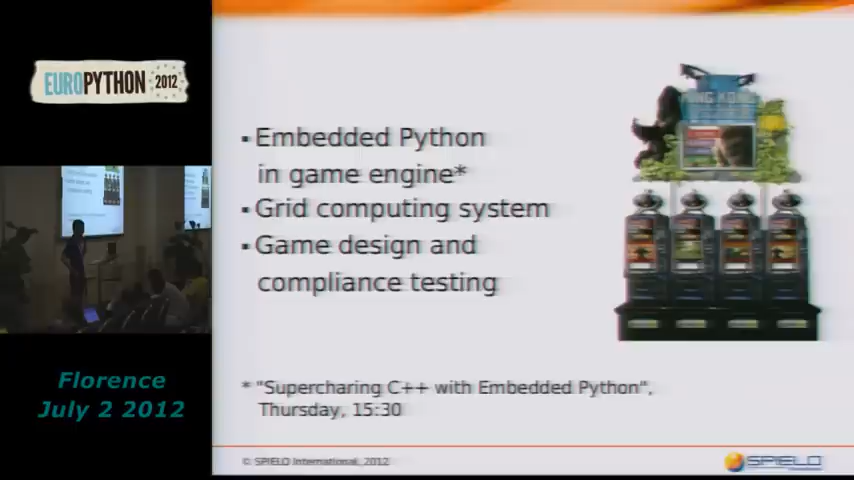 EUROPYTHON 2012
▪ Embedded Python
in game engine*
▪ Grid computing system
▪ Game design and
compliance testing
* "Supercharing C++ with Embedded Python",
Thursday, 15:30
Florence
July 2 2012
© SPIELO International, 2012
SPIELO